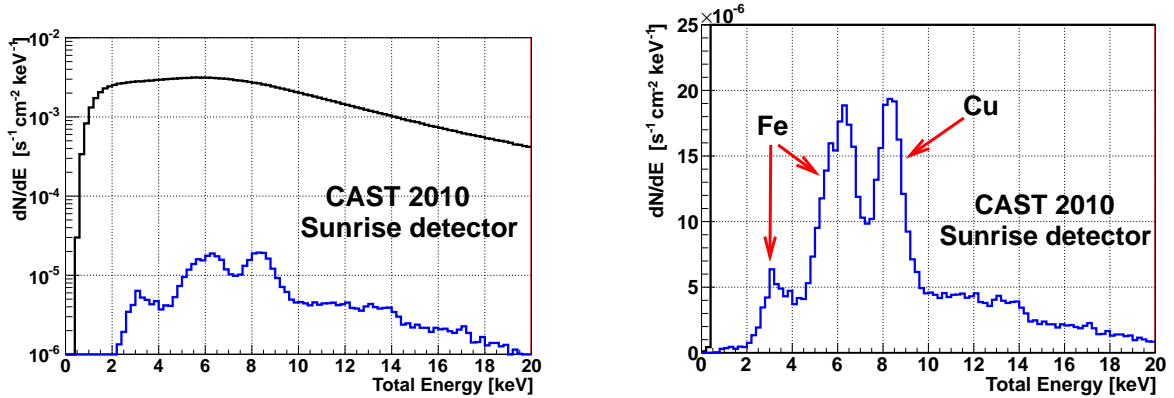 dN/dE [s⁻¹ cm⁻² keV⁻¹]
10⁻²
10⁻³
10⁻⁴
10⁻⁵
10⁻⁶
CAST 2010
Sunrise detector
0 2 4 6 8 10 12 14 16 18 20
Total Energy [keV]
×10⁻⁶
dN/dE [s⁻¹ cm⁻² keV⁻¹]
25
20
15
10
5
0
Fe
Cu
CAST 2010
Sunrise detector
0 2 4 6 8 10 12 14 16 18 20
Total Energy [keV]